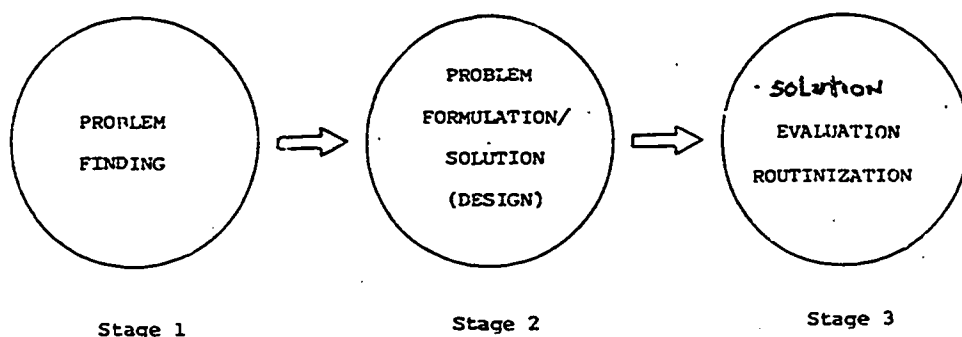 PROBLEM
FINDING
Stage 1
PROBLEM
FORMULATION/
SOLUTION
(DESIGN)
Stage 2
SOLUTION
EVALUATION
ROUTINIZATION
Stage 3